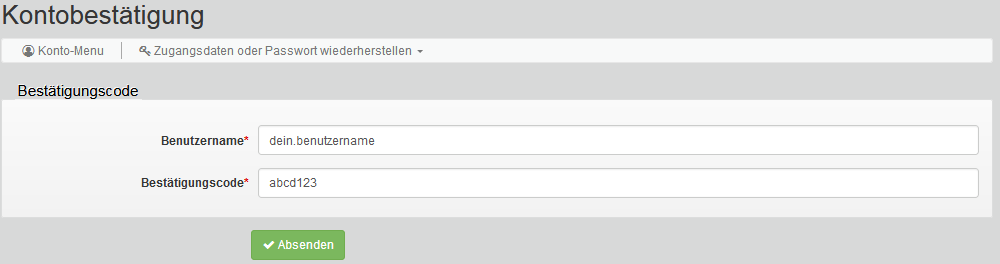 Kontobestätigung
Konto-Menu Zugangsdaten oder Passwort wiederherstellen
Bestätigungscode
Benutzername* dein.benutzername
Bestätigungscode* abcd123
Absenden